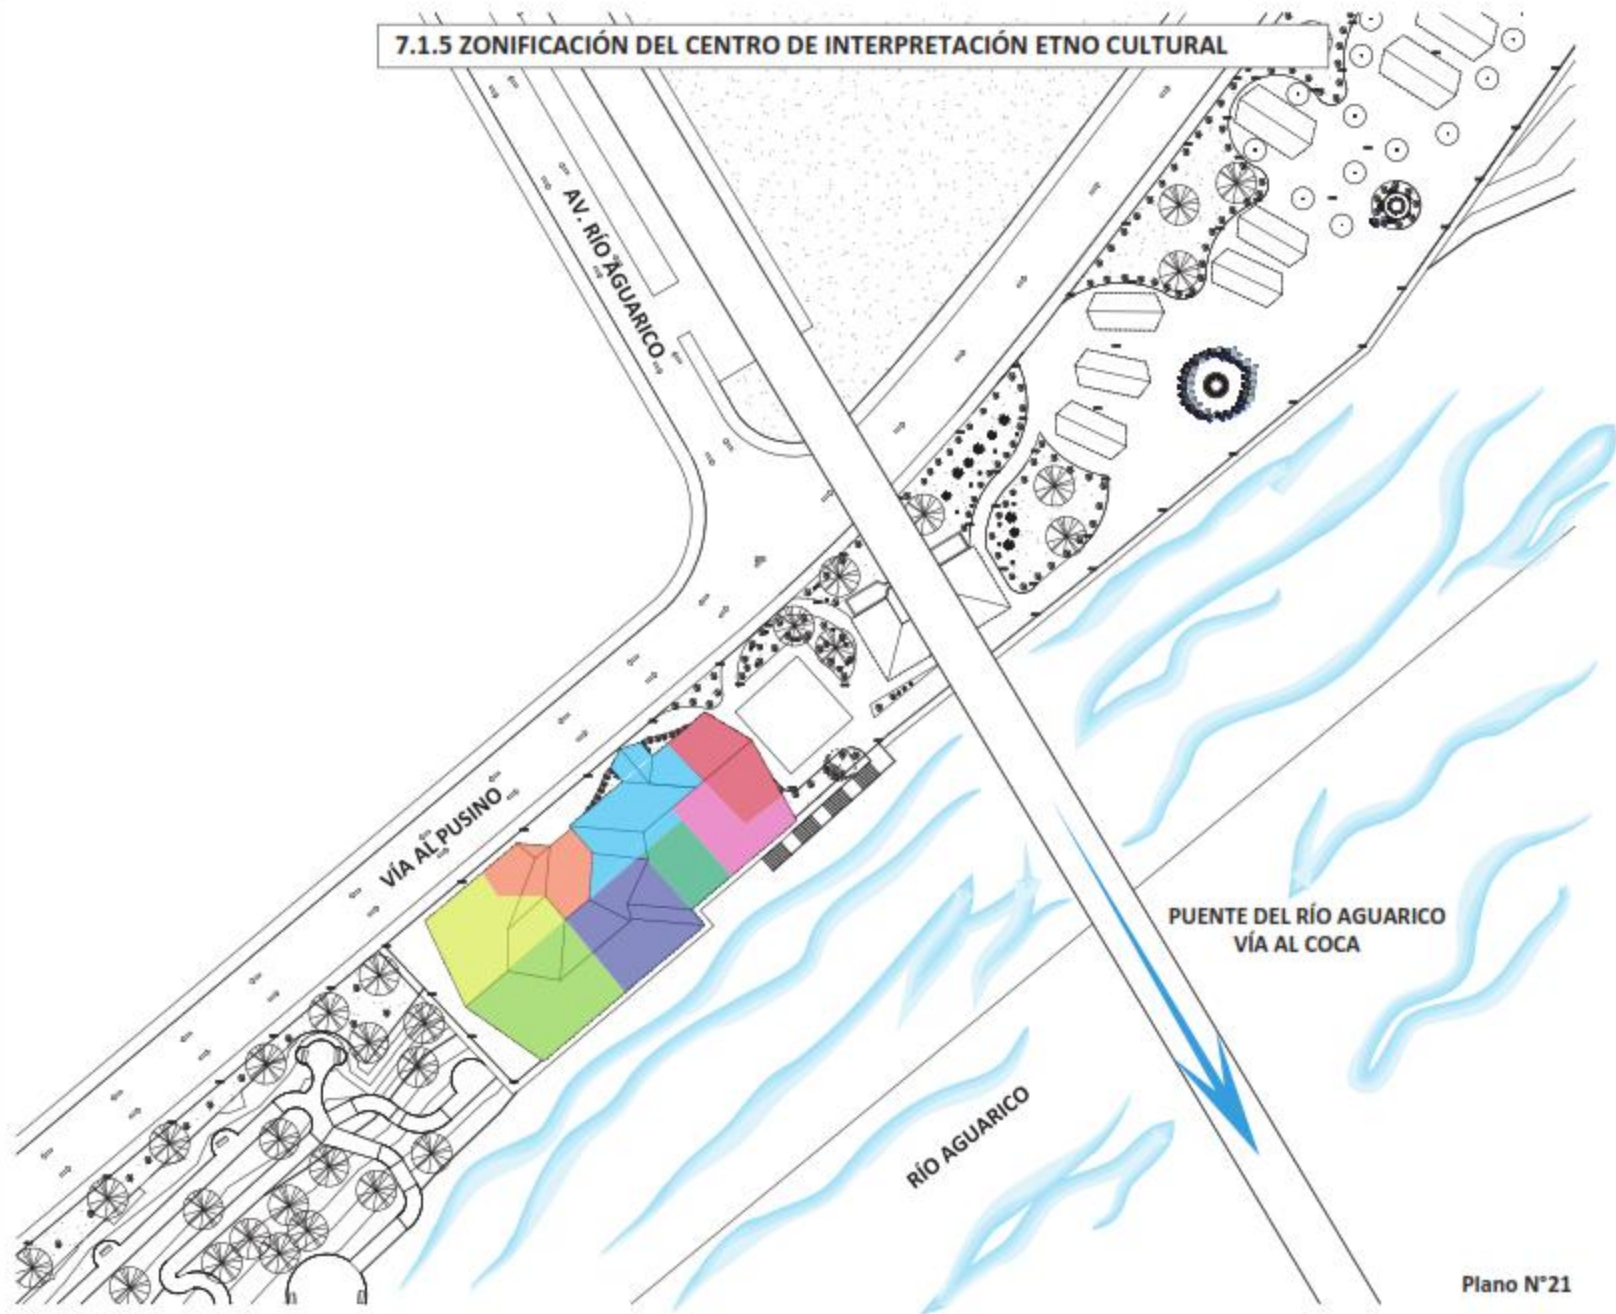 7.1.5 ZONIFICACIÓN DEL CENTRO DE INTERPRETACIÓN ETNO CULTURAL
AV. RÍO AGUARICO
VÍA AL PUSINO
PUENTE DEL RÍO AGUARICO
VÍA AL COCA
RÍO AGUARICO
Plano N°21